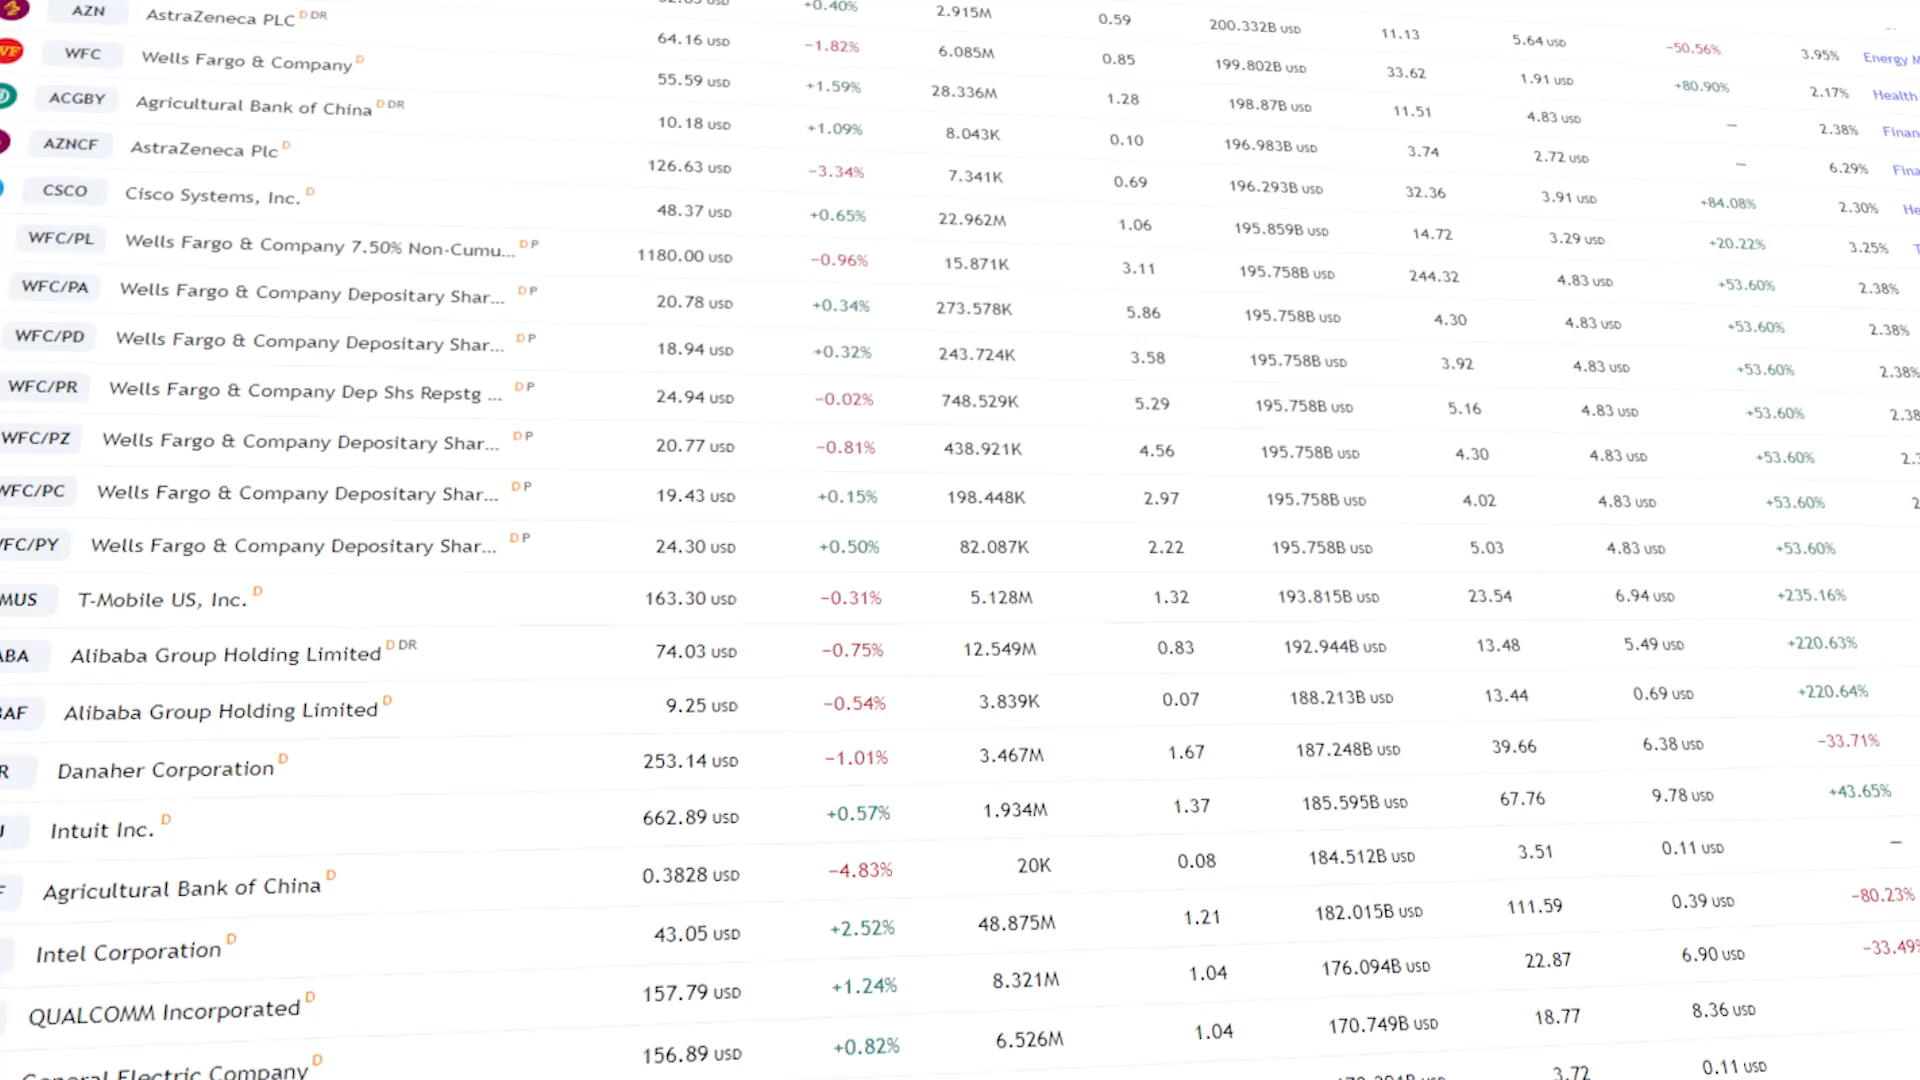 USD +0.40% 2.915M 0.59 200.332B USD 11.13 5.64 USD −50.56% 3.95% Energy M
AZN AstraZeneca PLC D DR 64.16 USD −1.82% 6.085M 0.85 199.802B USD 33.62 1.91 USD +80.90% 2.17% Health
WFC Wells Fargo & Company D 55.59 USD +1.59% 28.336M 1.28 198.87B USD 11.51 4.83 USD — 2.38% Finan
ACGBY Agricultural Bank of China D DR 10.18 USD +1.09% 8.043K 0.10 196.983B USD 3.74 2.72 USD — 6.29% Fina
AZNCF AstraZeneca Plc D 126.63 USD −3.34% 7.341K 0.69 196.293B USD 32.36 3.91 USD +84.08% 2.30% He
CSCO Cisco Systems, Inc. D 48.37 USD +0.65% 22.962M 1.06 195.859B USD 14.72 3.29 USD +20.22% 3.25% T
WFC/PL Wells Fargo & Company 7.50% Non-Cumu... D P 1180.00 USD −0.96% 15.871K 3.11 195.758B USD 244.32 4.83 USD +53.60% 2.38%
WFC/PA Wells Fargo & Company Depositary Shar... D P 20.78 USD +0.34% 273.578K 5.86 195.758B USD 4.30 4.83 USD +53.60% 2.38%
WFC/PD Wells Fargo & Company Depositary Shar... D P 18.94 USD +0.32% 243.724K 3.58 195.758B USD 3.92 4.83 USD +53.60% 2.38%
WFC/PR Wells Fargo & Company Dep Shs Repstg ... D P 24.94 USD −0.02% 748.529K 5.29 195.758B USD 5.16 4.83 USD +53.60% 2.38
WFC/PZ Wells Fargo & Company Depositary Shar... D P 20.77 USD −0.81% 438.921K 4.56 195.758B USD 4.30 4.83 USD +53.60% 2.3
WFC/PC Wells Fargo & Company Depositary Shar... D P 19.43 USD +0.15% 198.448K 2.97 195.758B USD 4.02 4.83 USD +53.60% 2
FC/PY Wells Fargo & Company Depositary Shar... D P 24.30 USD +0.50% 82.087K 2.22 195.758B USD 5.03 4.83 USD +53.60%
MUS T-Mobile US, Inc. D 163.30 USD −0.31% 5.128M 1.32 193.815B USD 23.54 6.94 USD +235.16%
ABA Alibaba Group Holding Limited D DR 74.03 USD −0.75% 12.549M 0.83 192.944B USD 13.48 5.49 USD +220.63%
BAF Alibaba Group Holding Limited D 9.25 USD −0.54% 3.839K 0.07 188.213B USD 13.44 0.69 USD +220.64%
R Danaher Corporation D 253.14 USD −1.01% 3.467M 1.67 187.248B USD 39.66 6.38 USD −33.71%
U Intuit Inc. D 662.89 USD +0.57% 1.934M 1.37 185.595B USD 67.76 9.78 USD +43.65%
F Agricultural Bank of China D 0.3828 USD −4.83% 20K 0.08 184.512B USD 3.51 0.11 USD —
Intel Corporation D 43.05 USD +2.52% 48.875M 1.21 182.015B USD 111.59 0.39 USD −80.23%
QUALCOMM Incorporated D 157.79 USD +1.24% 8.321M 1.04 176.094B USD 22.87 6.90 USD −33.49%
General Electric Company D 156.89 USD +0.82% 6.526M 1.04 170.749B USD 18.77 8.36 USD
3.72 0.11 USD